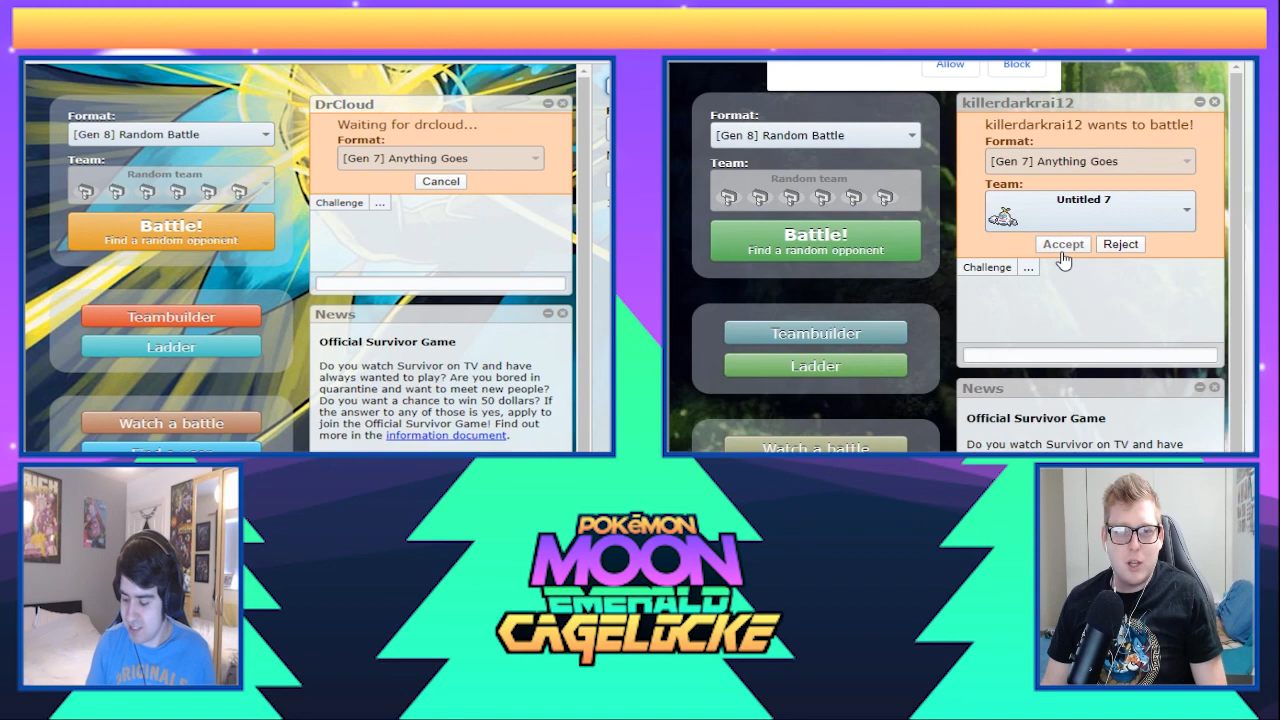 Format:
[Gen 8] Random Battle
Team:
Random team
Battle!
Find a random opponent
Teambuilder
Ladder
Watch a battle
DrCloud
Waiting for drcloud...
Format:
[Gen 7] Anything Goes
Cancel
Challenge ...
News
Official Survivor Game
Do you watch Survivor on TV and have
always wanted to play? Are you bored in
quarantine and want to meet new people?
Do you want a chance to win 50 dollars? If
the answer to any of those is yes, apply to
join the Official Survivor Game! Find out
more in the information document.
Allow Block
Format:
[Gen 8] Random Battle
Team:
Random team
Battle!
Find a random opponent
Teambuilder
Ladder
Watch a battle
killerdarkrai12
killerdarkrai12 wants to battle!
Format:
[Gen 7] Anything Goes
Team:
Untitled 7
Accept Reject
Challenge ...
News
Official Survivor Game
Do you watch Survivor on TV and have
POKéMON
MOON
EMERALD
CAGELOCKE
ORIGINALS